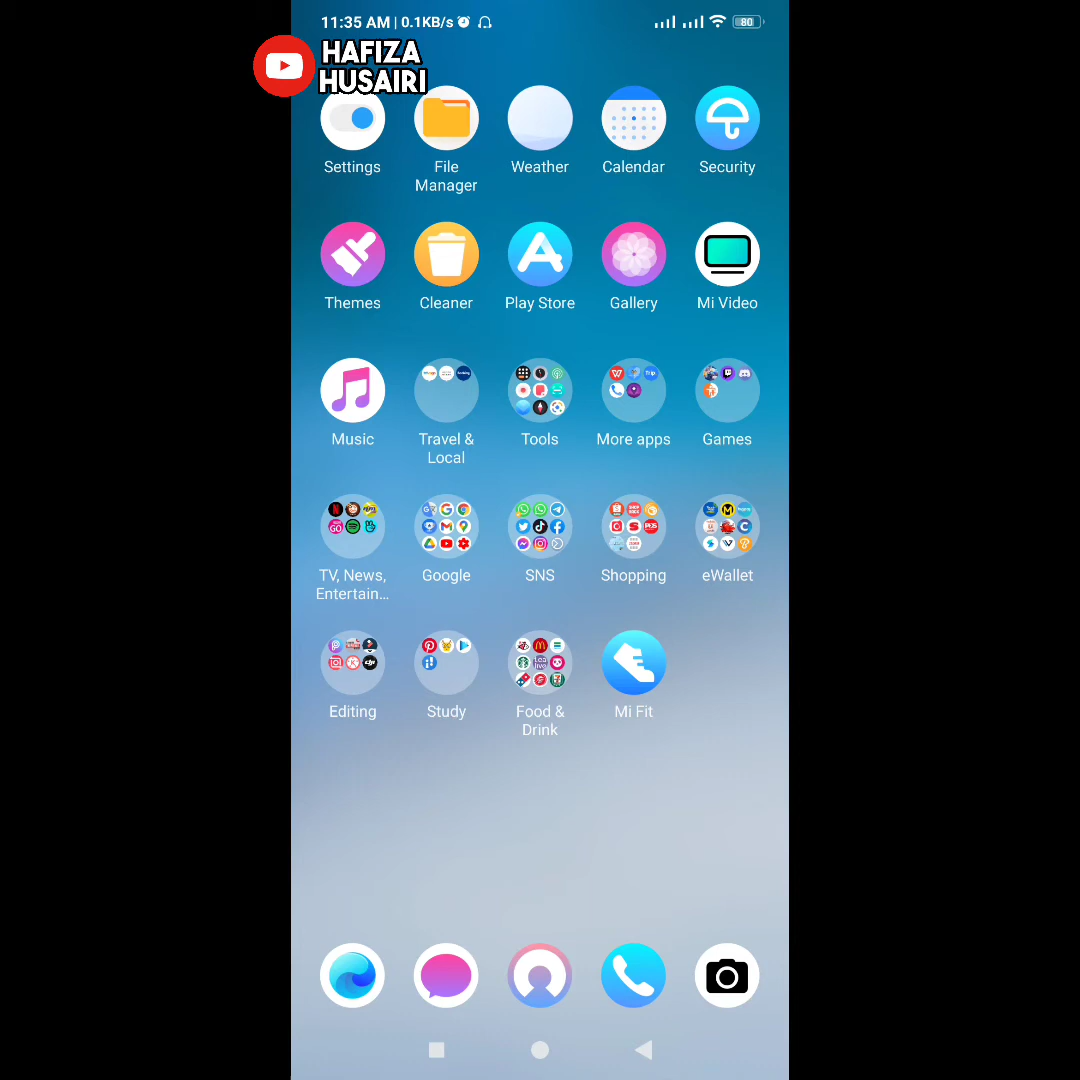 11:35 AM | 0.1KB/s
80
HAFIZA
HUSAIRI
Settings
File
Manager
Weather
Calendar
Security
Themes
Cleaner
Play Store
Gallery
Mi Video
Music
Travel &
Local
Tools
More apps
Games
TV, News,
Entertain...
Google
SNS
Shopping
eWallet
Editing
Study
Food &
Drink
Mi Fit